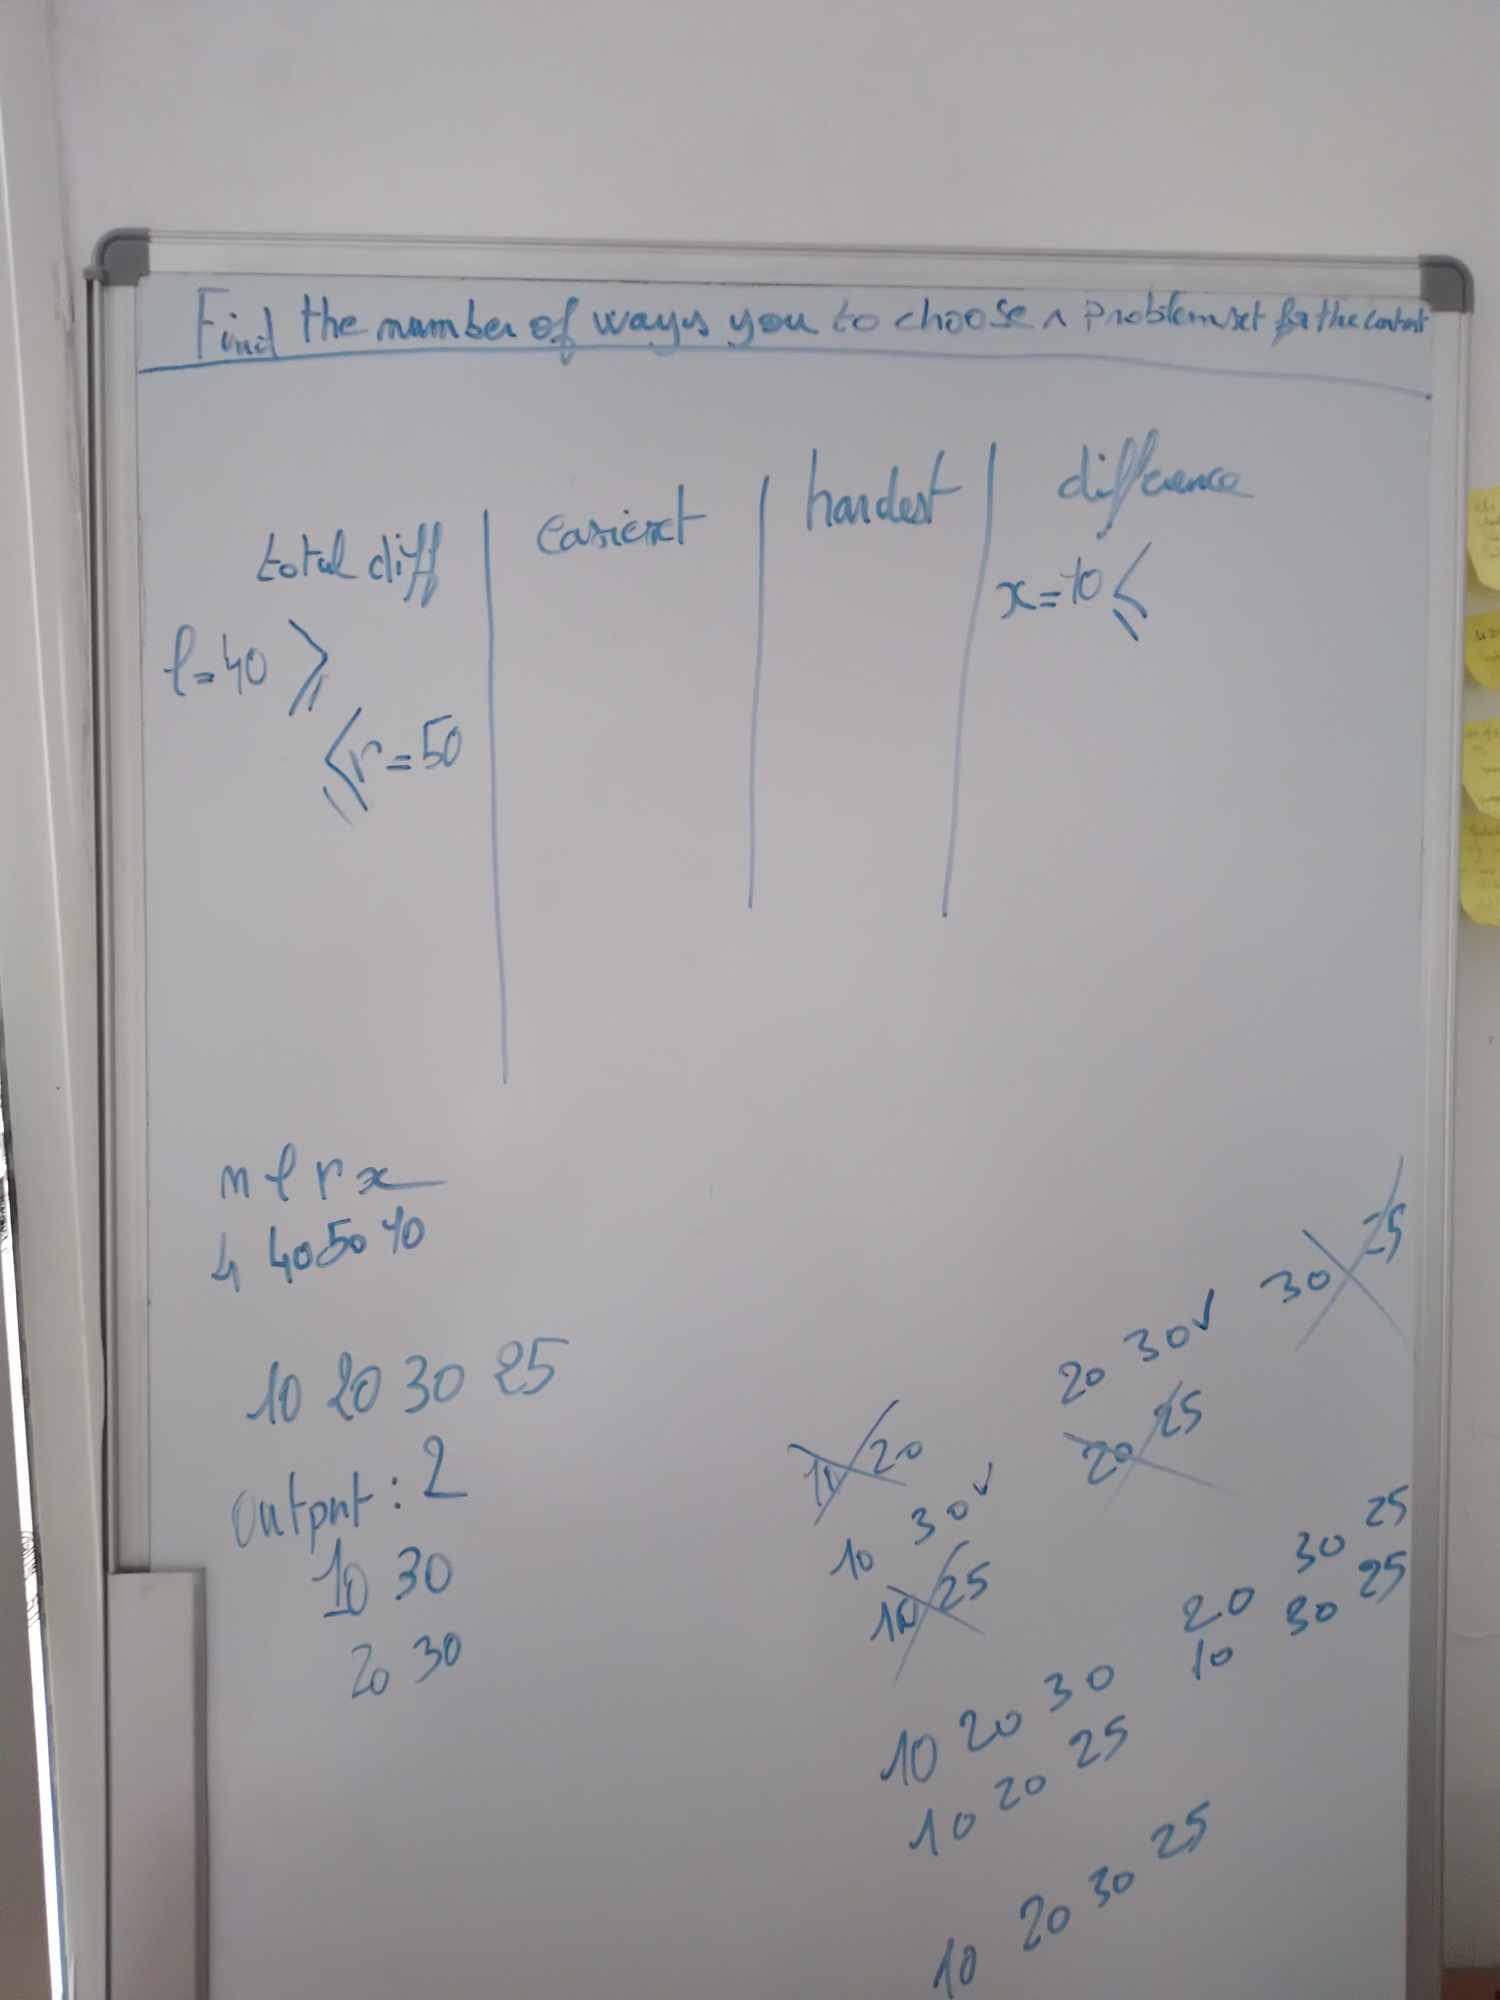 Find the number of ways you to choose a problemset for the contest
total diff easiest hardest difference
l=40 ≥
≤ r=50
x=10 ≤
n l r x
4 40 50 10
10 20 30 25
Output: 2
10 30
20 30
10 20
10 30 ✓
10 25
20 30 ✓
20 25
30 25
10 20 30
10 20 25
20 30 25
10 30 25
10 20 30 25